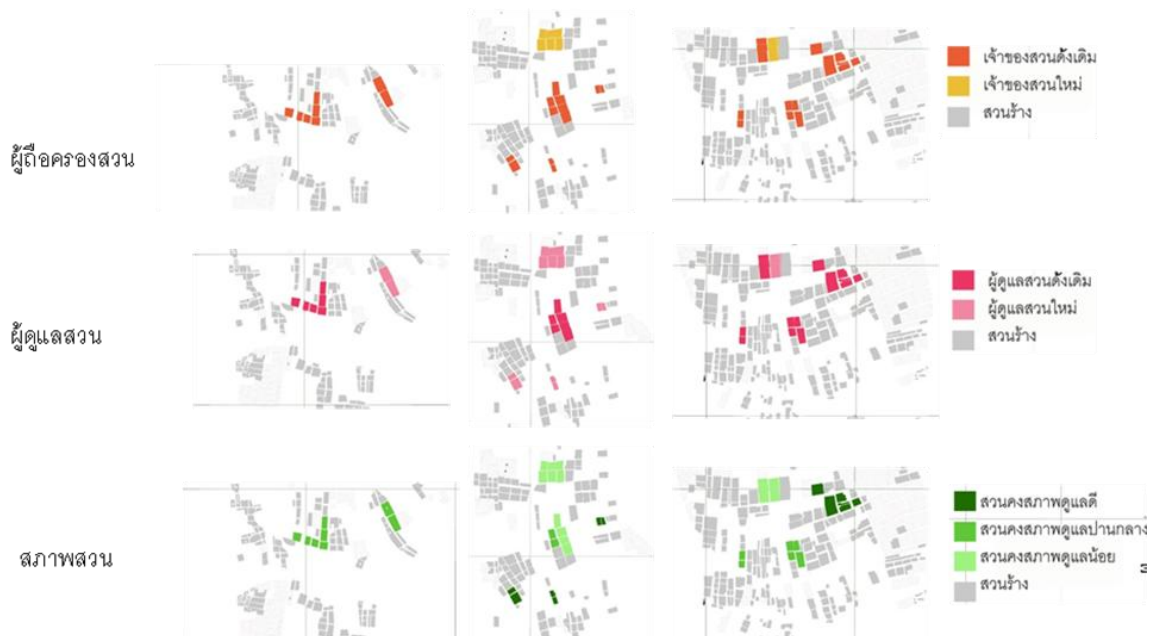 เจ้าของสวนดั้งเดิม
เจ้าของสวนใหม่
สวนร้าง
ผู้ถือครองสวน
ผู้ดูแลสวนดั้งเดิม
ผู้ดูแลสวนใหม่
สวนร้าง
ผู้ดูแลสวน
สวนคงสภาพดูแลดี
สวนคงสภาพดูแลปานกลาง
สวนคงสภาพดูแลน้อย
สวนร้าง
สภาพสวน